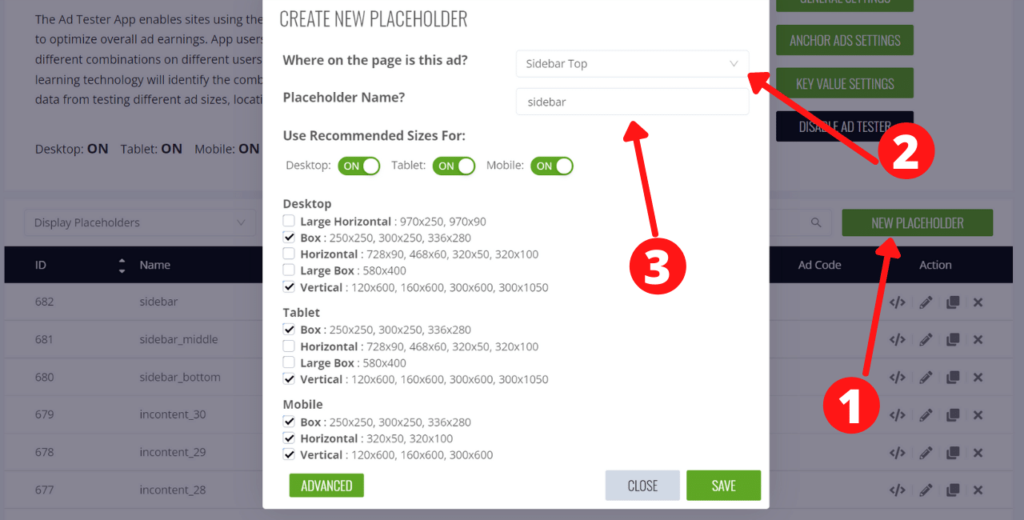 GENERAL SETTINGS
The Ad Tester App enables sites using the
to optimize overall ad earnings. App users
different combinations on different users
learning technology will identify the comb
data from testing different ad sizes, locati
Desktop: ON Tablet: ON Mobile: ON
ANCHOR ADS SETTINGS
KEY VALUE SETTINGS
DISABLE AD TESTER
CREATE NEW PLACEHOLDER
Where on the page is this ad? Sidebar Top
Placeholder Name? sidebar
Use Recommended Sizes For:
Desktop: ON Tablet: ON Mobile: ON
Desktop
Large Horizontal : 970x250, 970x90
Box : 250x250, 300x250, 336x280
Horizontal : 728x90, 468x60, 320x50, 320x100
Large Box : 580x400
Vertical : 120x600, 160x600, 300x600, 300x1050
Tablet
Box : 250x250, 300x250, 336x280
Horizontal : 728x90, 468x60, 320x50, 320x100
Large Box : 580x400
Vertical : 120x600, 160x600, 300x600, 300x1050
Mobile
Box : 250x250, 300x250, 336x280
Horizontal : 320x50, 320x100
Vertical : 120x600, 160x600, 300x600
ADVANCED CLOSE SAVE
2
3
1
Display Placeholders NEW PLACEHOLDER
ID Name Ad Code Action
682 sidebar
681 sidebar_middle
680 sidebar_bottom
679 incontent_30
678 incontent_29
677 incontent_28